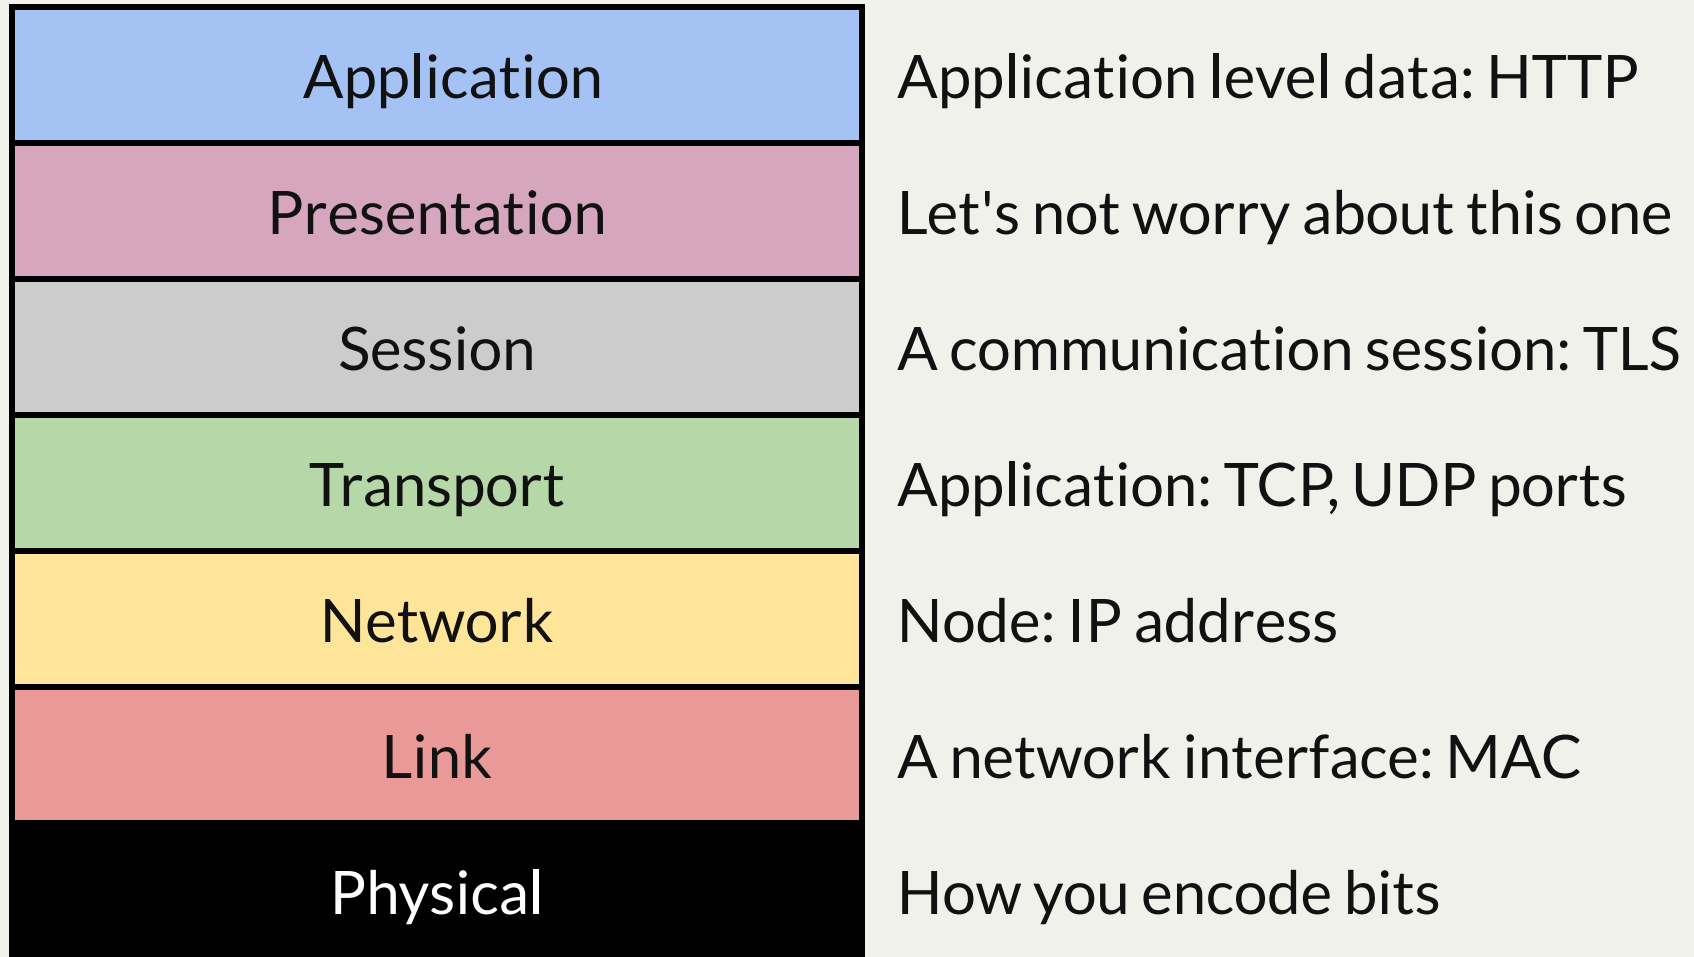 Application Application level data: HTTP
Presentation Let's not worry about this one
Session A communication session: TLS
Transport Application: TCP, UDP ports
Network Node: IP address
Link A network interface: MAC
Physical How you encode bits